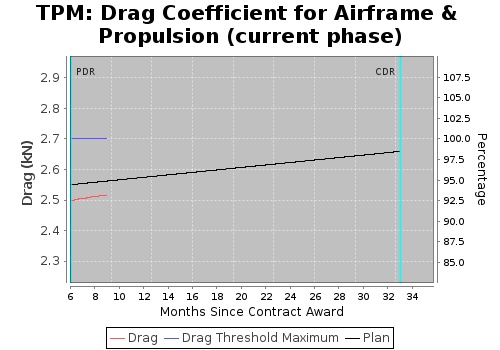 TPM: Drag Coefficient for Airframe &
Propulsion (current phase)
PDR
CDR
Drag (kN)
2.9
2.8
2.7
2.6
2.5
2.4
2.3
107.5
105.0
102.5
100.0
97.5
95.0
92.5
90.0
87.5
85.0
Percentage
6 8 10 12 14 16 18 20 22 24 26 28 30 32 34
Months Since Contract Award
Drag Drag Threshold Maximum Plan